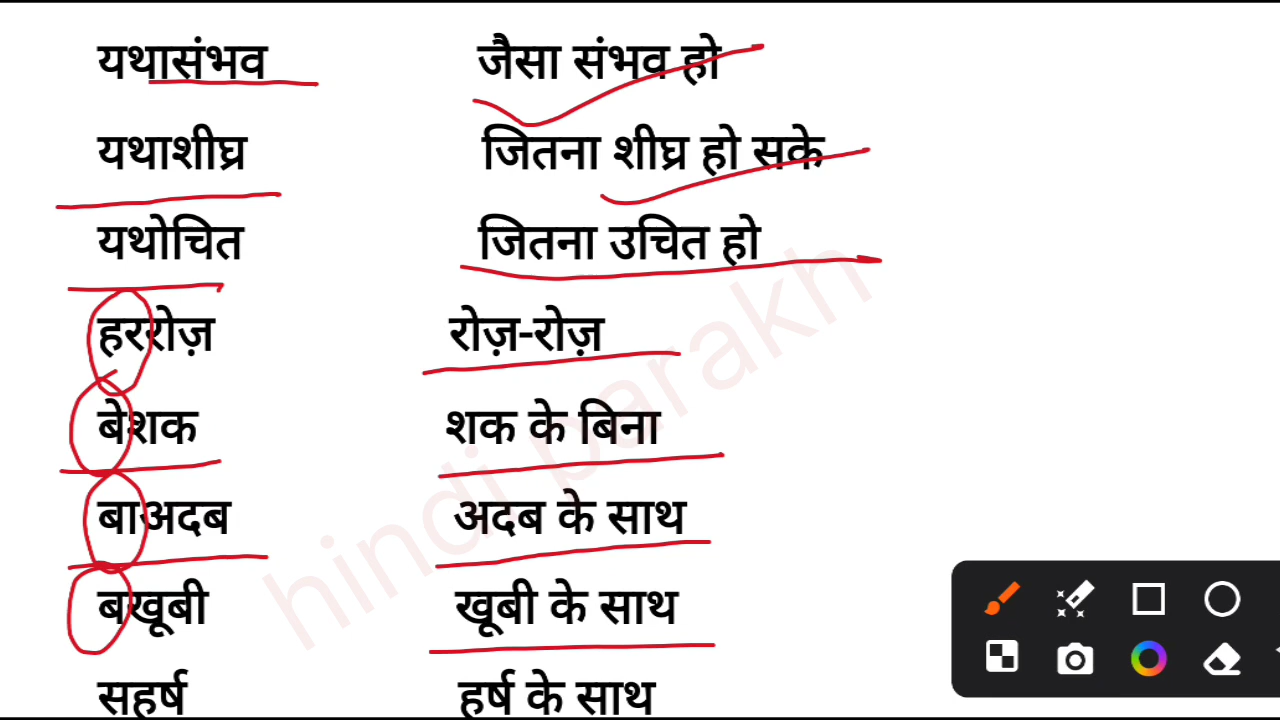 यथासंभव जैसा संभव हो
यथाशीघ्र जितना शीघ्र हो सके
यथोचित जितना उचित हो
हररोज़ रोज़-रोज़
बेशक शक के बिना
बाअदब अदब के साथ
बखूबी खूबी के साथ
सहर्ष हर्ष के साथ
hindi parakh